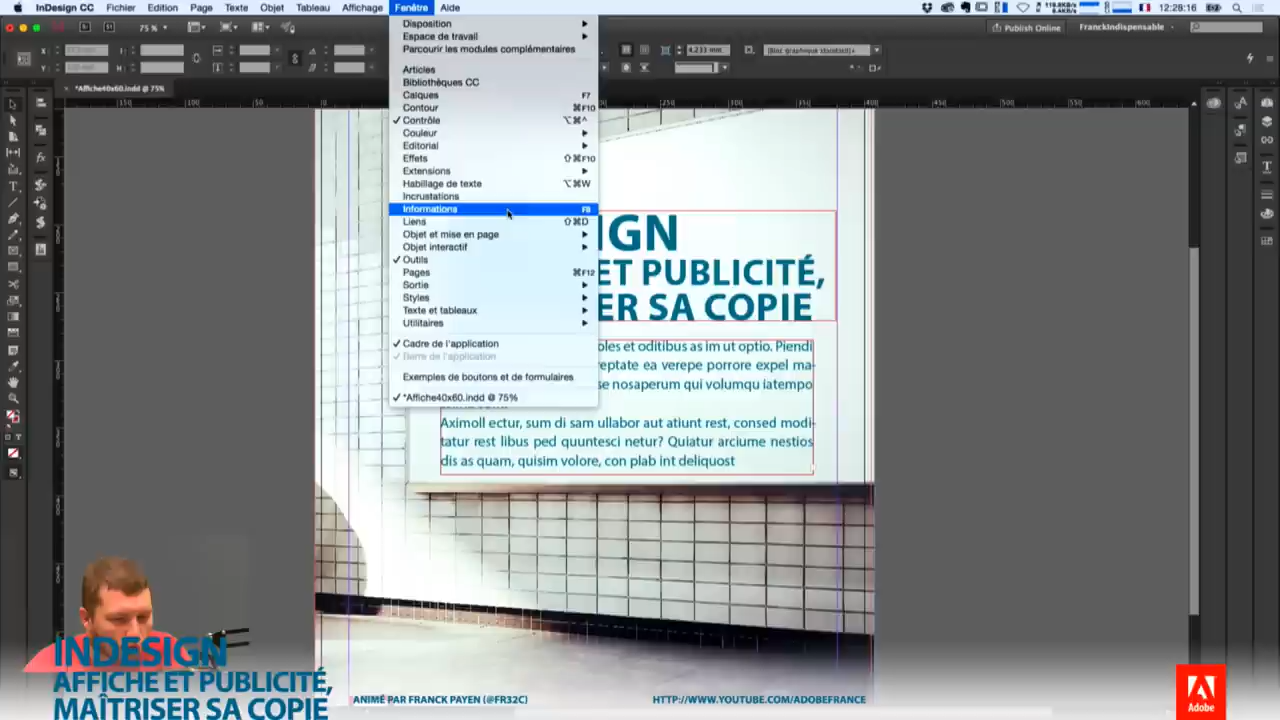 InDesign CC Fichier Edition Page Texte Objet Tableau Affichage Fenêtre Aide 12:28:16
75 %
Publish Online FranckIndispensable
4,233 mm
*Affiche40x60.indd @ 75%
Disposition
Espace de travail
Parcourir les modules complémentaires
Articles
Bibliothèques CC
Calques F7
Contour ⌘F10
✓ Contrôle ⌥⌘^
Couleur
Editorial
Effets ⇧⌘F10
Extensions
Habillage de texte ⌥⌘W
Incrustations
Informations F8
Liens ⇧⌘D
Objet et mise en page
Objet interactif
✓ Outils
Pages ⌘F12
Sortie
Styles
Texte et tableaux
Utilitaires
✓ Cadre de l'application
✓ Barre de l'application
Exemples de boutons et de formulaires
✓ *Affiche40x60.indd @ 75%
IGN
ET PUBLICITÉ,
ER SA COPIE
oles et oditibus as im ut optio. Piendi
reptate ea verepe porrore expel ma-
se nosaperum qui volumqu iatempo
Aximoll ectur, sum di sam ullabor aut atiunt rest, consed modi-
tatur rest libus ped quuntesci netur? Quiatur arciume nestios
dis as quam, quisim volore, con plab int deliquost
INDESIGN
AFFICHE ET PUBLICITÉ,
MAÎTRISER SA COPIE
ANIMÉ PAR FRANCK PAYEN (@FR32C) HTTP://WWW.YOUTUBE.COM/ADOBEFRANCE
Adobe